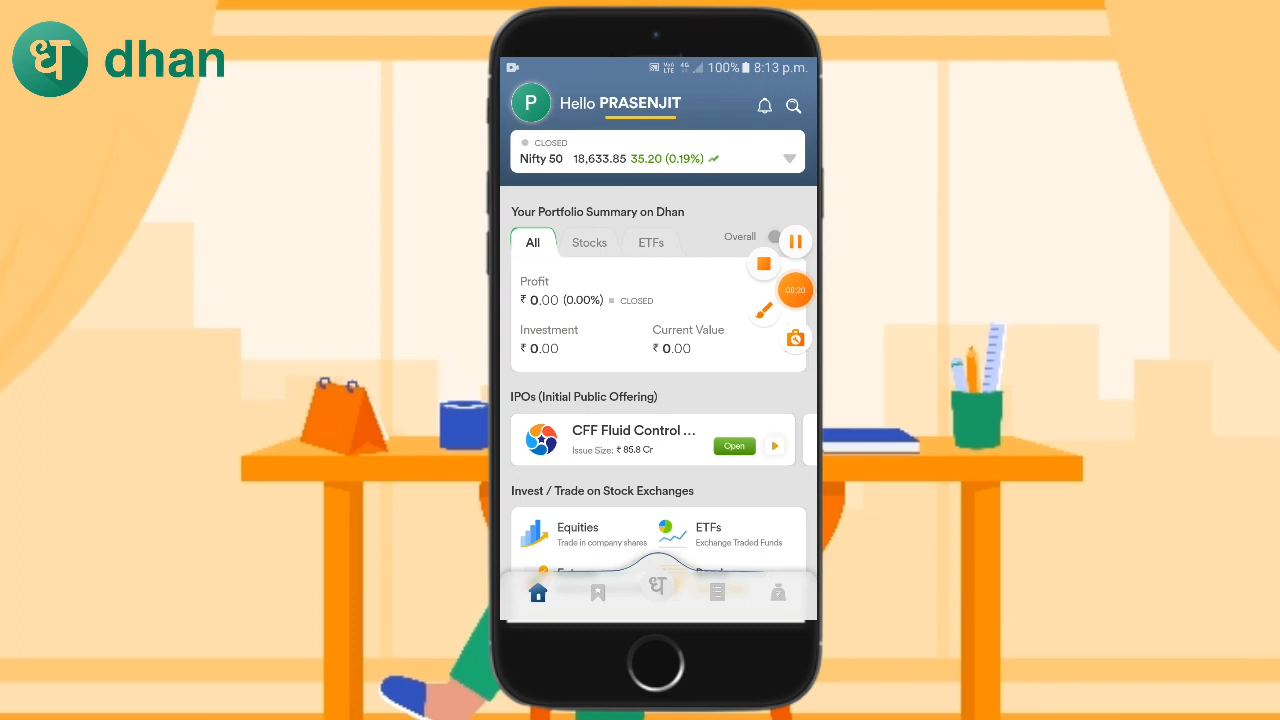 ध dhan
100% 8:13 p.m.
P Hello PRASENJIT
CLOSED
Nifty 50 18,633.85 35.20 (0.19%)
Your Portfolio Summary on Dhan
All Stocks ETFs Overall
Profit
₹ 0.00 (0.00%) CLOSED
00:20
Investment Current Value
₹ 0.00 ₹ 0.00
IPOs (Initial Public Offering)
CFF Fluid Control ...
Issue Size: ₹ 85.8 Cr Open
Invest / Trade on Stock Exchanges
Equities ETFs
Trade in company shares Exchange Traded Funds
ध